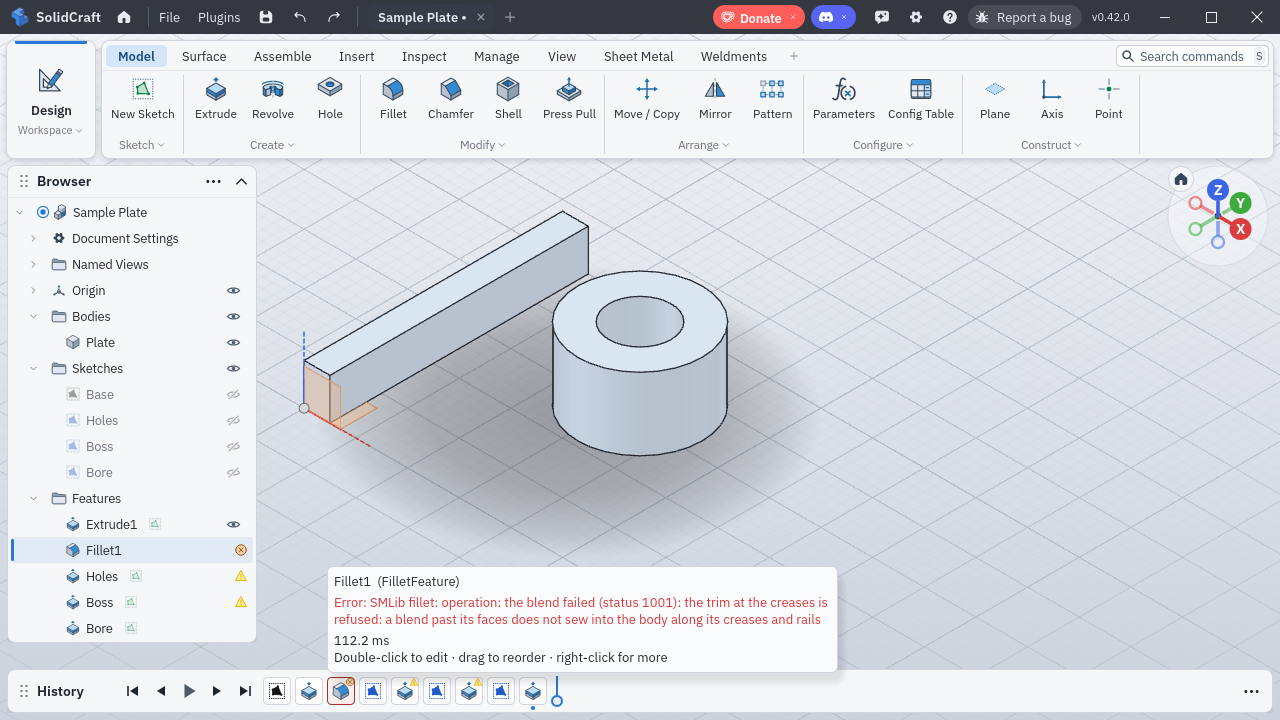 SolidCraft
File
Plugins
Sample Plate •
Donate
Report a bug
v0.42.0
Design
Workspace
Model
Surface
Assemble
Insert
Inspect
Manage
View
Sheet Metal
Weldments
Search commands
S
New Sketch
Extrude
Revolve
Hole
Fillet
Chamfer
Shell
Press Pull
Move / Copy
Mirror
Pattern
Parameters
Config Table
Plane
Axis
Point
Sketch
Create
Modify
Arrange
Configure
Construct
Browser
Sample Plate
Document Settings
Named Views
Origin
Bodies
Plate
Sketches
Base
Holes
Boss
Bore
Features
Extrude1
Fillet1
Holes
Boss
Bore
Z
Y
X
Fillet1 (FilletFeature)
Error: SMLib fillet: operation: the blend failed (status 1001): the trim at the creases is
refused: a blend past its faces does not sew into the body along its creases and rails
112.2 ms
Double-click to edit · drag to reorder · right-click for more
History